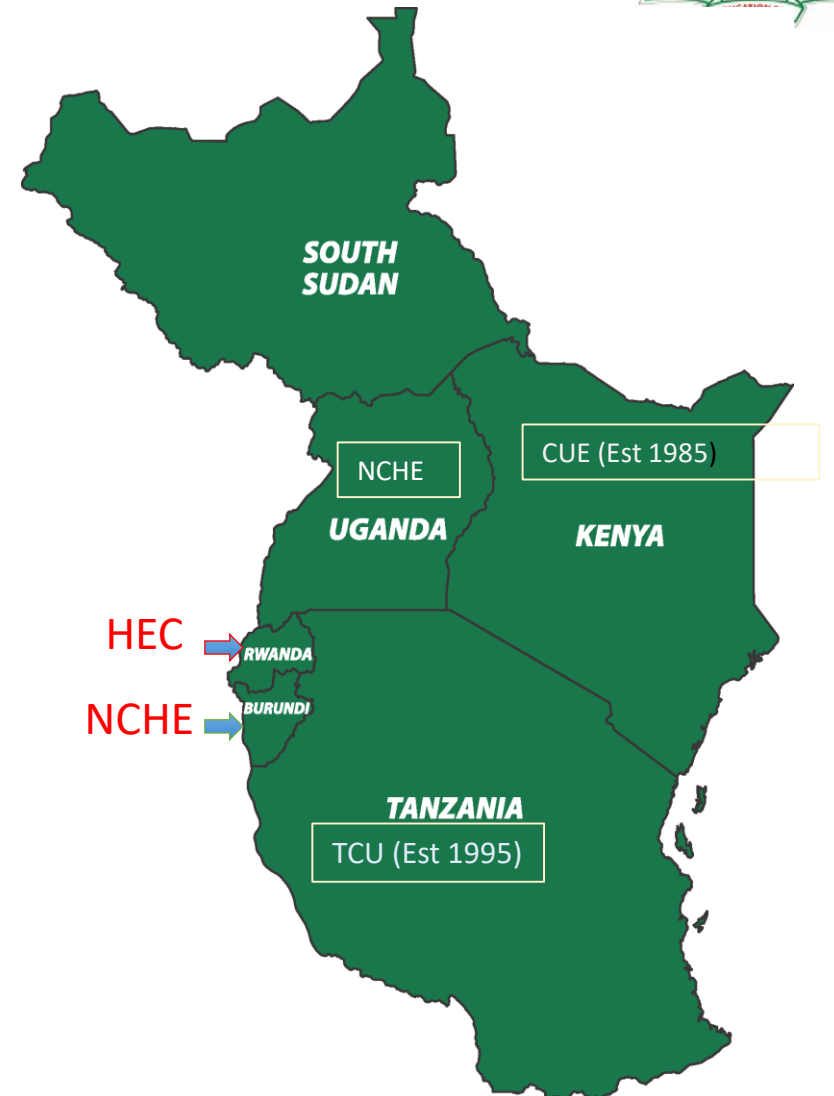 SOUTH
SUDAN
CUE (Est 1985)
NCHE
UGANDA
KENYA
HEC
RWANDA
NCHE
BURUNDI
TANZANIA
TCU (Est 1995)